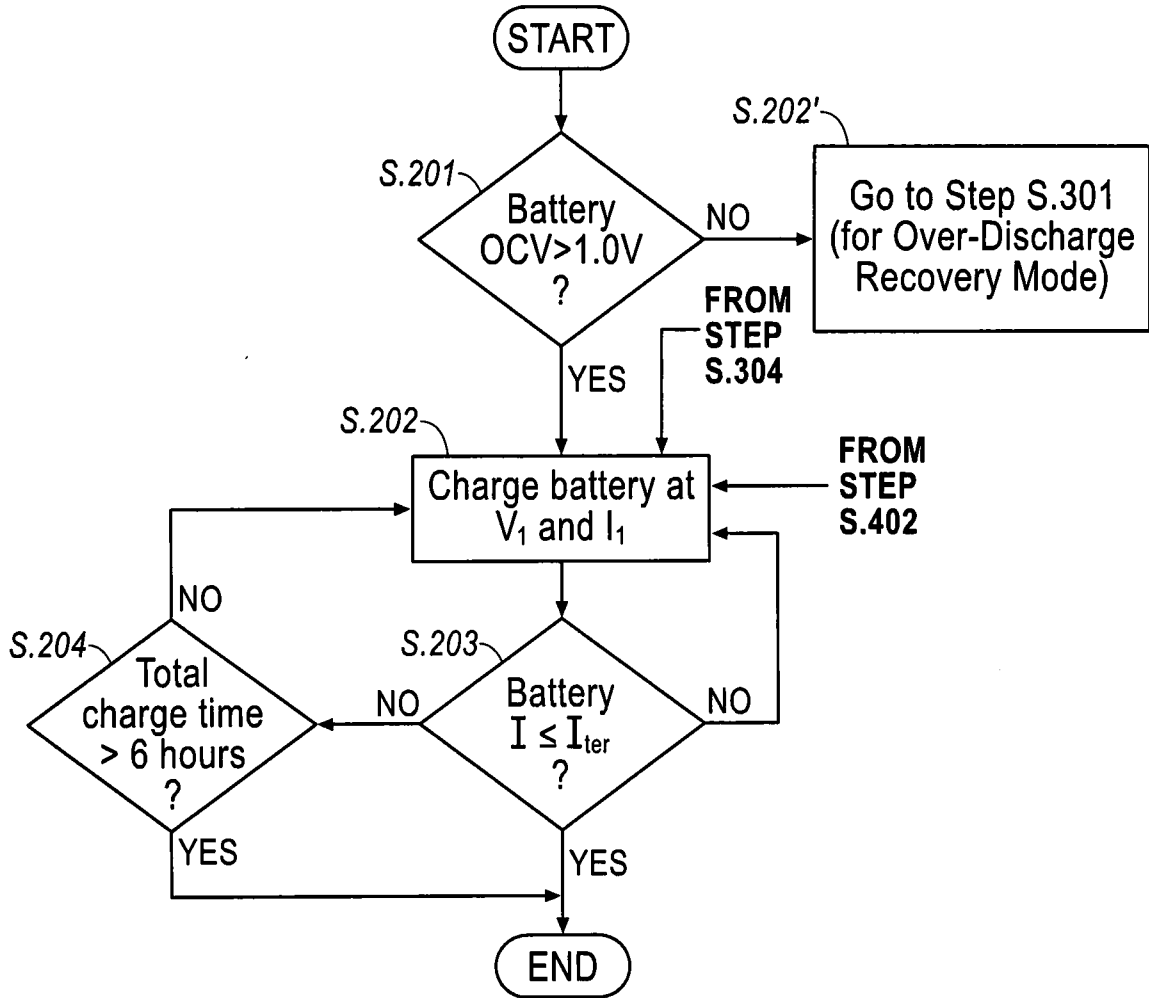 START
S.202'
S.201
Battery
OCV>1.0V
?
NO
Go to Step S.301
(for Over-Discharge
Recovery Mode)
FROM
STEP
S.304
YES
S.202
Charge battery at
V₁ and I₁
FROM
STEP
S.402
NO
S.204
Total
charge time
> 6 hours
?
NO
S.203
Battery
I ≤ Iter
?
NO
YES
YES
END